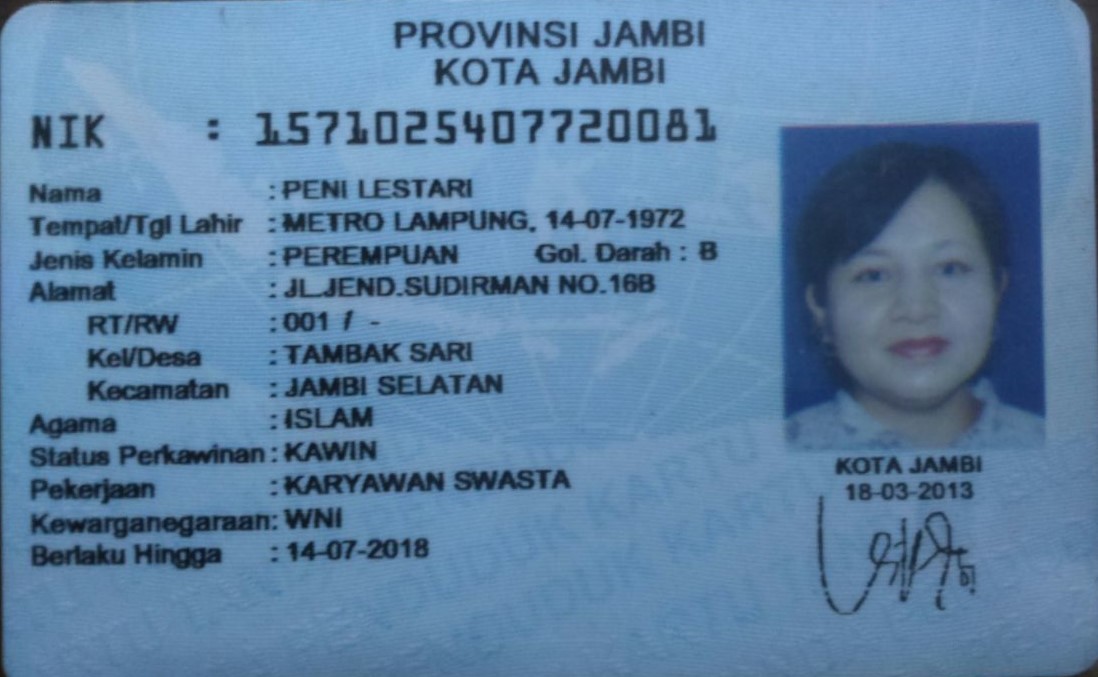 PROVINSI JAMBI
KOTA JAMBI
NIK : 1571025407720081
Nama : PENI LESTARI
Tempat/Tgl Lahir : METRO LAMPUNG, 14-07-1972
Jenis Kelamin : PEREMPUAN Gol. Darah : B
Alamat : JL.JEND.SUDIRMAN NO.16B
RT/RW : 001 / -
Kel/Desa : TAMBAK SARI
Kecamatan : JAMBI SELATAN
Agama : ISLAM
Status Perkawinan : KAWIN
Pekerjaan : KARYAWAN SWASTA
Kewarganegaraan: WNI
Berlaku Hingga : 14-07-2018
KOTA JAMBI
18-03-2013